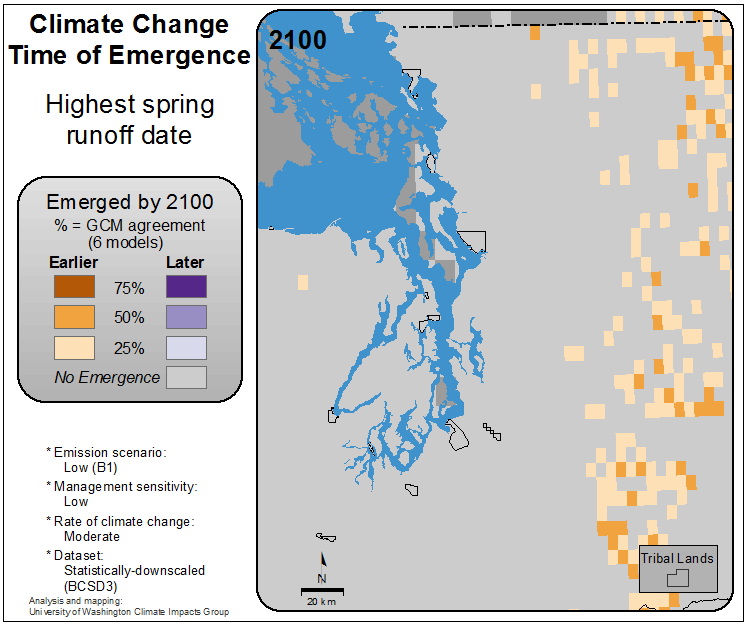 Climate Change
Time of Emergence
Highest spring
runoff date
Emerged by 2100
% = GCM agreement
(6 models)
Earlier Later
75%
50%
25%
No Emergence
* Emission scenario:
Low (B1)
* Management sensitivity:
Low
* Rate of climate change:
Moderate
* Dataset:
Statistically-downscaled
(BCSD3)
Analysis and mapping:
University of Washington Climate Impacts Group
2100
N
20 km
Tribal Lands